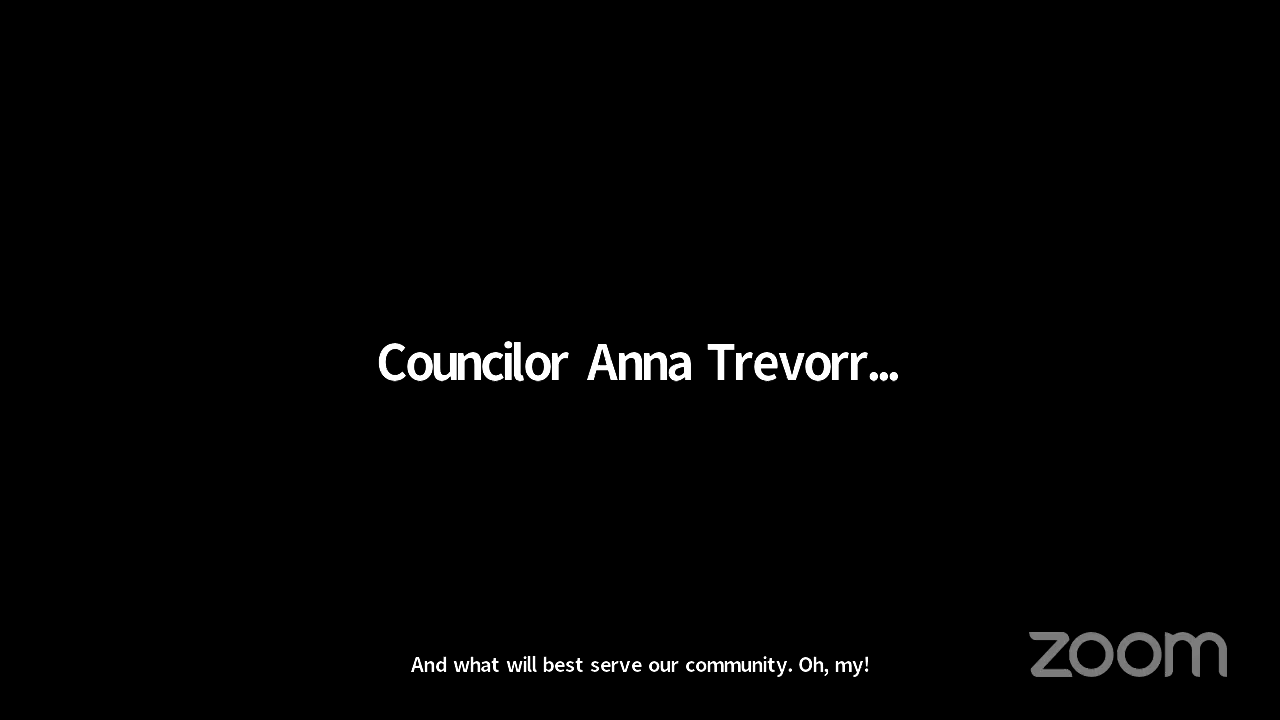 Councilor Anna Trevorr...
And what will best serve our community. Oh, my!
zoom